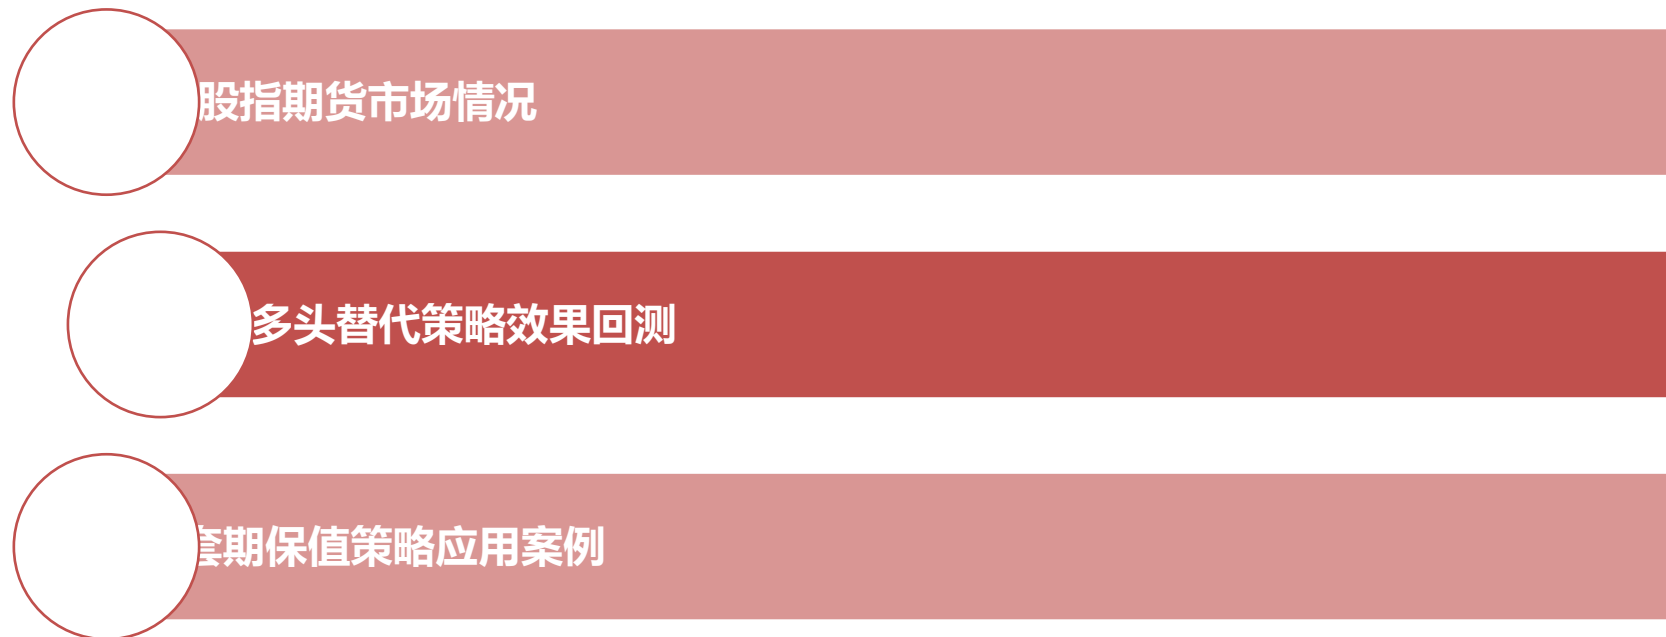 股指期货市场情况
多头替代策略效果回测
套期保值策略应用案例